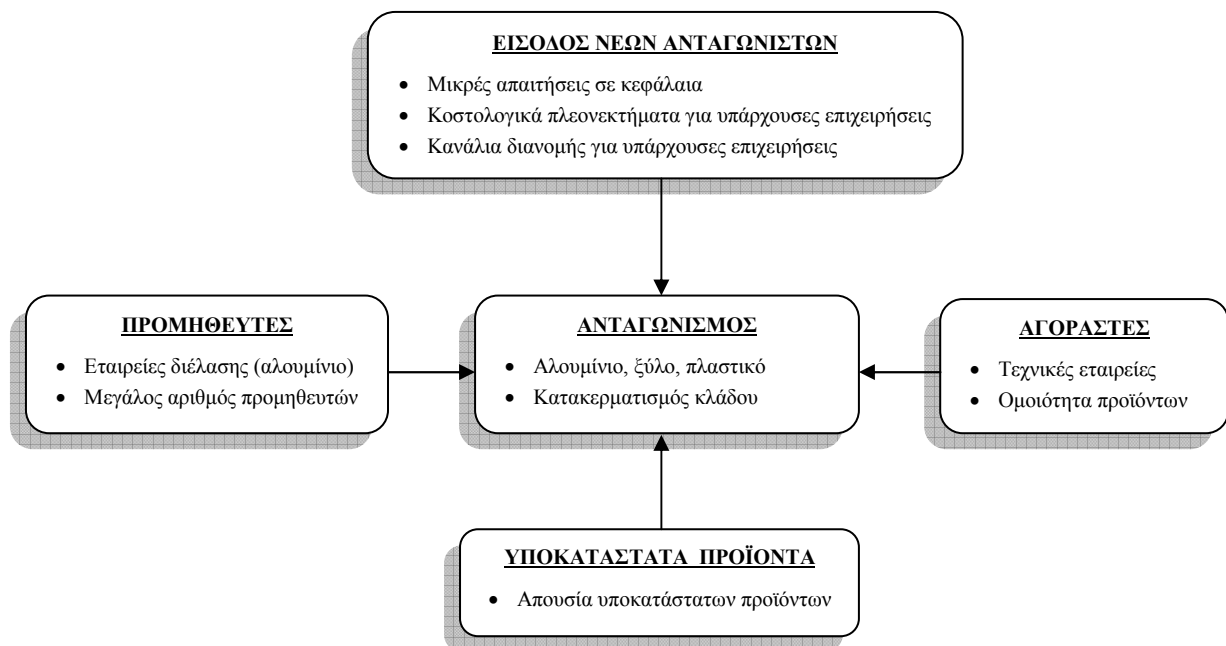 ΕΙΣΟΔΟΣ ΝΕΩΝ ΑΝΤΑΓΩΝΙΣΤΩΝ
• Μικρές απαιτήσεις σε κεφάλαια
• Κοστολογικά πλεονεκτήματα για υπάρχουσες επιχειρήσεις
• Κανάλια διανομής για υπάρχουσες επιχειρήσεις
ΠΡΟΜΗΘΕΥΤΕΣ
• Εταιρείες διέλασης (αλουμίνιο)
• Μεγάλος αριθμός προμηθευτών
ΑΝΤΑΓΩΝΙΣΜΟΣ
• Αλουμίνιο, ξύλο, πλαστικό
• Κατακερματισμός κλάδου
ΑΓΟΡΑΣΤΕΣ
• Τεχνικές εταιρείες
• Ομοιότητα προϊόντων
ΥΠΟΚΑΤΑΣΤΑΤΑ ΠΡΟΪΟΝΤΑ
• Απουσία υποκατάστατων προϊόντων